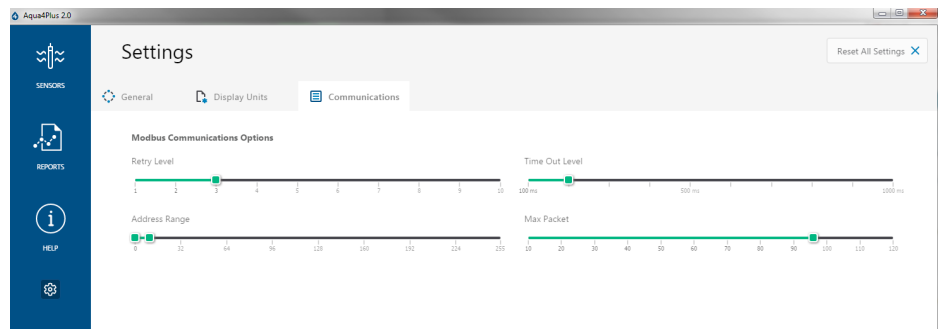 Aqua4Plus 2.0
Settings
Reset All Settings
SENSORS
General
Display Units
Communications
Modbus Communications Options
Retry Level
Time Out Level
1 2 3 4 5 6 7 8 9 10
100 ms 500 ms 1000 ms
REPORTS
Address Range
Max Packet
0 32 64 96 128 160 192 224 255
10 20 30 40 50 60 70 80 90 100 110 120
HELP